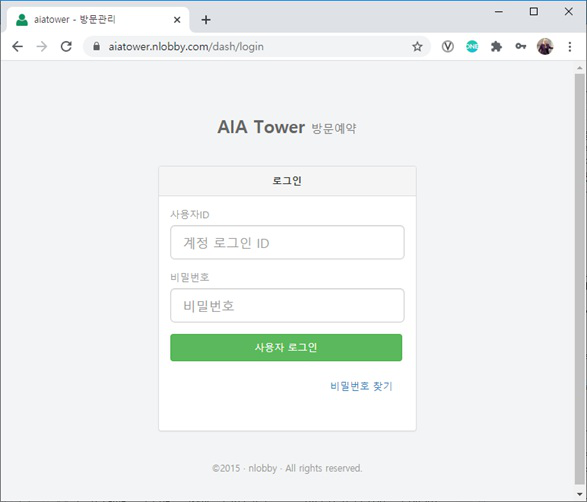 aiatower - 방문관리
aiatower.nlobby.com/dash/login
AIA Tower 방문예약
로그인
사용자ID
계정 로그인 ID
비밀번호
비밀번호
사용자 로그인
비밀번호 찾기
©2015 · nlobby · All rights reserved.